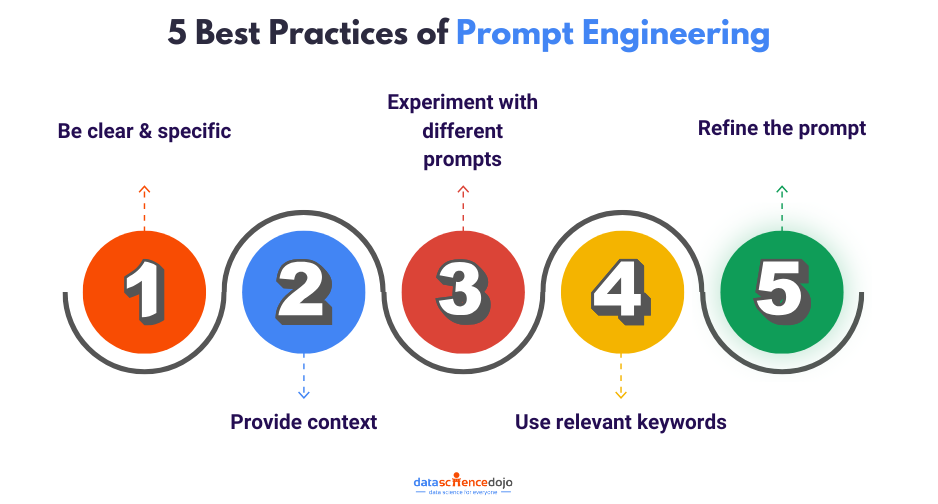 5 Best Practices of Prompt Engineering
Be clear & specific
Experiment with
different
prompts
Refine the prompt
1
2
3
4
5
Provide context
Use relevant keywords
datasciencedojo
data science for everyone